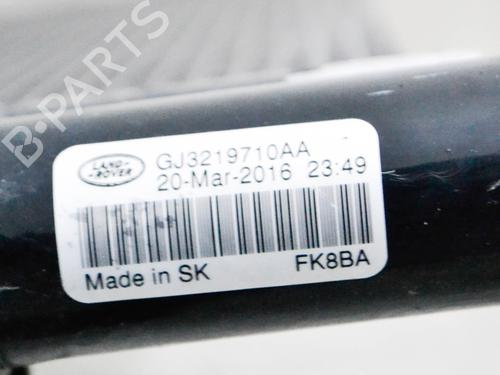 B-PARTS
LAND-
-ROVER
GJ3219710AA
20-Mar-2016 23:49
Made in SK FK8BA